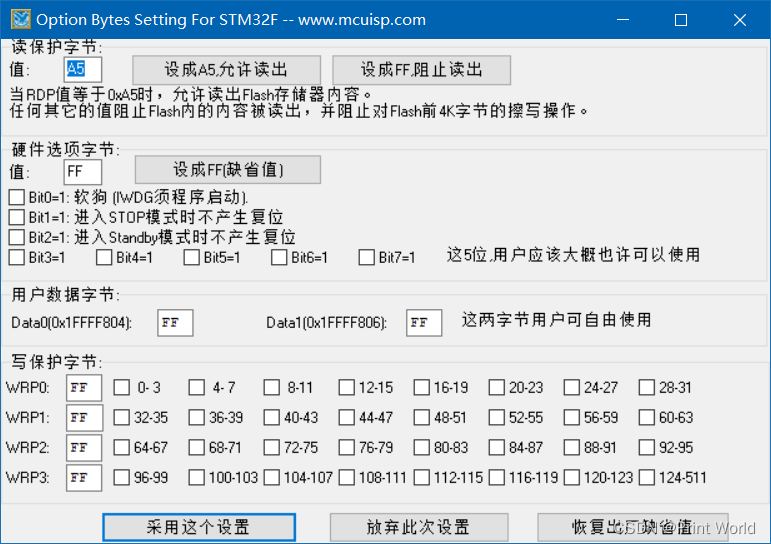 Option Bytes Setting For STM32F -- www.mcuisp.com
读保护字节:
值: A5 设成A5,允许读出 设成FF,阻止读出
当RDP值等于0xA5时，允许读出Flash存储器内容。
任何其它的值阻止Flash内的内容被读出，并阻止对Flash前4K字节的擦写操作。
硬件选项字节:
值: FF 设成FF(缺省值)
Bit0=1: 软狗 (IWDG须程序启动).
Bit1=1: 进入STOP模式时不产生复位
Bit2=1: 进入Standby模式时不产生复位
Bit3=1 Bit4=1 Bit5=1 Bit6=1 Bit7=1 这5位,用户应该大概也许可以使用
用户数据字节:
Data0(0x1FFFF804): FF Data1(0x1FFFF806): FF 这两字节用户可自由使用
写保护字节:
WRP0: FF 0- 3 4- 7 8-11 12-15 16-19 20-23 24-27 28-31
WRP1: FF 32-35 36-39 40-43 44-47 48-51 52-55 56-59 60-63
WRP2: FF 64-67 68-71 72-75 76-79 80-83 84-87 88-91 92-95
WRP3: FF 96-99 100-103 104-107 108-111 112-115 116-119 120-123 124-511
采用这个设置 放弃此次设置 恢复出厂缺省值
CSDN @Print World